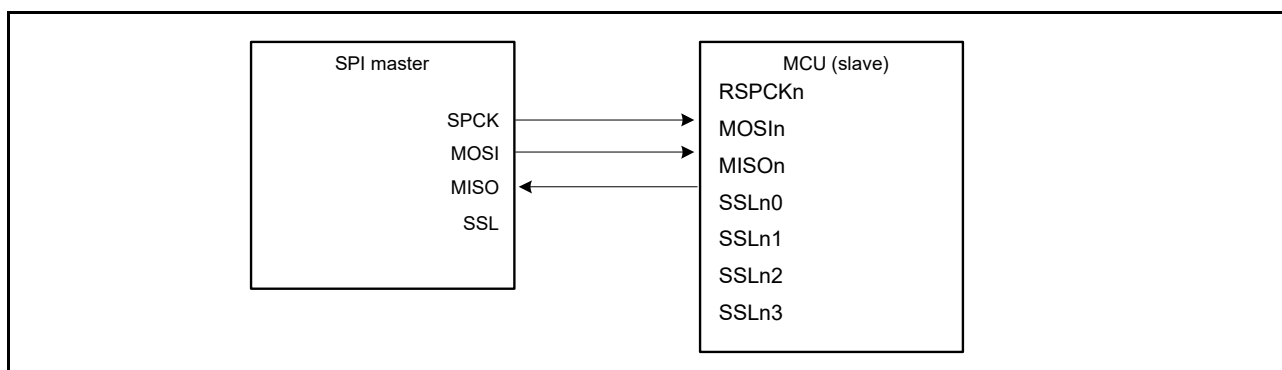 SPI master
SPCK
MOSI
MISO
SSL
MCU (slave)
RSPCKn
MOSIn
MISOn
SSLn0
SSLn1
SSLn2
SSLn3